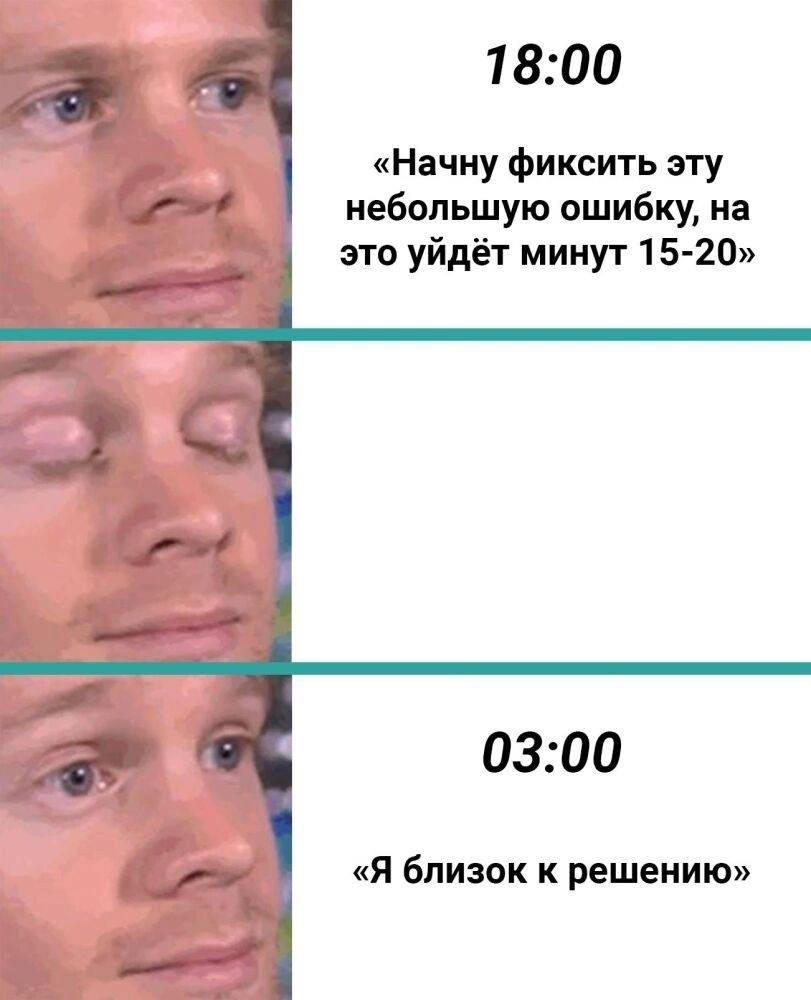 18:00
«Начну фиксить эту
небольшую ошибку, на
это уйдёт минут 15-20»
03:00
«Я близок к решению»